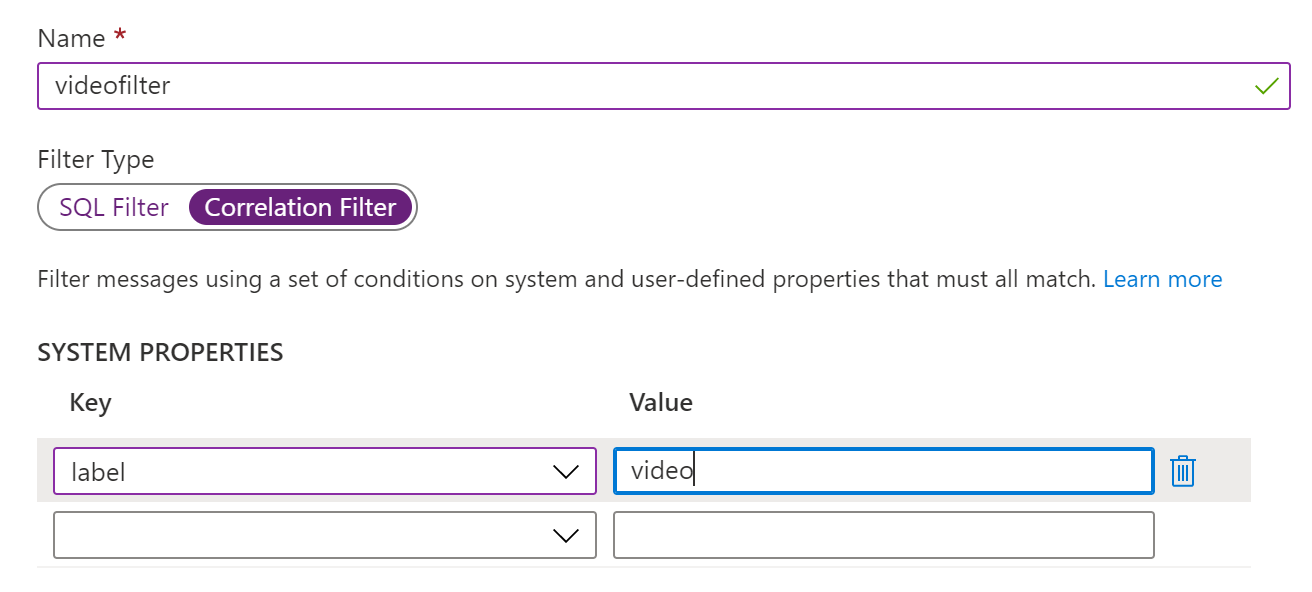 Name *
videofilter
Filter Type
SQL Filter Correlation Filter
Filter messages using a set of conditions on system and user-defined properties that must all match. Learn more
SYSTEM PROPERTIES
Key Value
label video